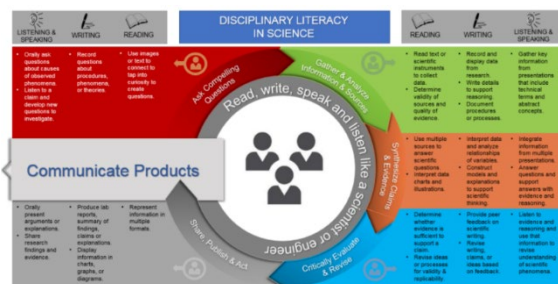 DISCIPLINARY LITERACY
IN SCIENCE
LISTENING &
SPEAKING
WRITING
READING
READING
WRITING
LISTENING &
SPEAKING
• Orally ask
questions
about causes
of observed
phenomena.
• Listen to a
claim and
develop new
questions to
investigate.
• Record
questions
about
procedures,
phenomena,
or theories.
• Use images or
text to
connect to
tap into
curiosity to
create
questions.
Ask Compelling
Questions
Gather & Analyze
Information & Sources
• Read text or
scientific
instruments to
collect data.
• Determine
validity of
sources and
quality of
evidence.
• Record and
display data
from
research.
• Write details
to support
reasoning.
• Document
procedures or
processes.
• Gather key
information
from
presentations
that include
technical
terms and
abstract
concepts.
Read, write, speak and listen like a scientist or engineer
Communicate Products
Synthesize Claims
& Evidence
• Use multiple
sources to
answer
scientific
questions.
• Interpret data
charts and
illustrations.
• Interpret data
and analyze
relationships
of variables.
• Construct
models and
explanations
to support
scientific
thinking.
• Integrate
information
from multiple
presentations.
• Answer
questions and
support
answers with
evidence and
reasoning.
• Orally
present
arguments or
explanations.
• Share
research
findings and
evidence.
• Produce lab
reports,
summary of
findings,
claims or
explanations.
• Display
information in
charts,
graphs, or
diagrams.
• Represent
information in
multiple
formats.
Share, Publish & Act
Critically Evaluate
& Revise
• Determine
whether
evidence is
sufficient to
support a
claim.
• Revise ideas
or processes
for validity &
replicability.
• Provide peer
feedback on
scientific
writing.
• Revise
writing,
claims, or
ideas based
on feedback.
• Listen to
evidence and
reasoning and
use that
information to
revise
understanding
of scientific
phenomena.